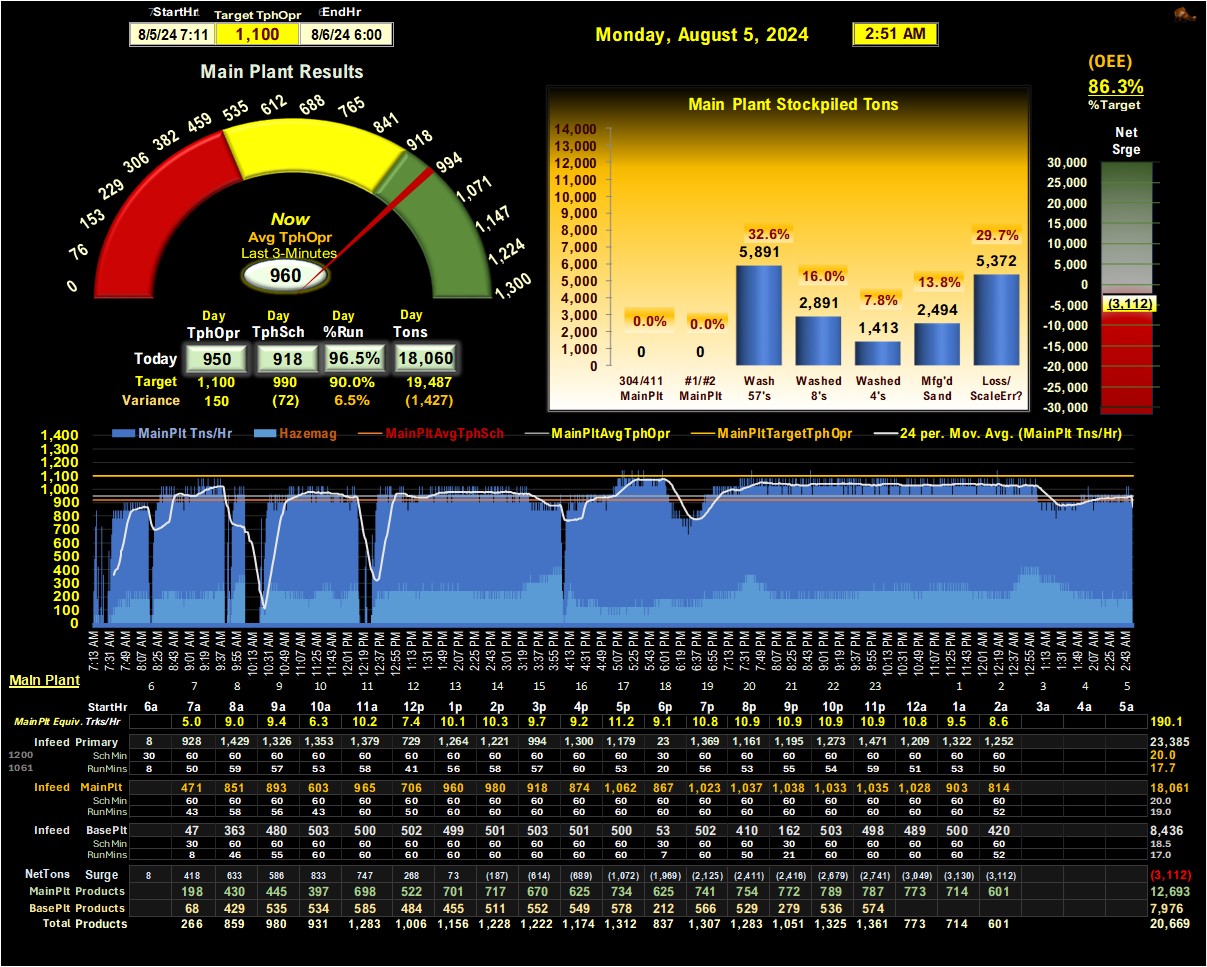 StartHr Target TphOpr EndHr
8/5/24 7:11 1,100 8/6/24 6:00
Monday, August 5, 2024 2:51 AM
(OEE)
86.3%
%Target
Main Plant Results
0 76 153 229 306 382 459 535 612 688 765 841 918 994 1,071 1,147 1,224 1,300
Now
Avg TphOpr
Last 3-Minutes
960
Day Day Day Day
TphOpr TphSch %Run Tons
Today 950 918 96.5% 18,060
Target 1,100 990 90.0% 19,487
Variance 150 (72) 6.5% (1,427)
Main Plant Stockpiled Tons
14,000
13,000
12,000
11,000
10,000
9,000
8,000
7,000
6,000
5,000
4,000
3,000
2,000
1,000
0
0.0% 0.0% 32.6% 16.0% 7.8% 13.8% 29.7%
0 0 5,891 2,891 1,413 2,494 5,372
304/411 #1/#2 Wash Washed Washed Mfg'd Loss/
MainPlt MainPlt 57's 8's 4's Sand ScaleErr?
Net
Srge
30,000
25,000
20,000
15,000
10,000
5,000
0
-5,000
-10,000
-15,000
-20,000
-25,000
-30,000
(3,112)
MainPlt Tns/Hr Hazemag MainPltAvgTphSch MainPltAvgTphOpr MainPltTargetTphOpr 24 per. Mov. Avg. (MainPlt Tns/Hr)
1,400
1,300
1,200
1,100
1,000
900
800
700
600
500
400
300
200
100
0
7:13 AM 7:31 AM 7:49 AM 8:07 AM 8:25 AM 8:43 AM 9:01 AM 9:19 AM 9:37 AM 9:55 AM 10:13 AM 10:31 AM 10:49 AM 11:07 AM 11:25 AM 11:43 AM 12:01 PM 12:19 PM 12:37 PM 12:55 PM 1:13 PM 1:31 PM 1:49 PM 2:07 PM 2:25 PM 2:43 PM 3:01 PM 3:19 PM 3:37 PM 3:55 PM 4:13 PM 4:31 PM 4:49 PM 5:07 PM 5:25 PM 5:43 PM 6:01 PM 6:19 PM 6:37 PM 6:55 PM 7:13 PM 7:31 PM 7:49 PM 8:07 PM 8:25 PM 8:43 PM 9:01 PM 9:19 PM 9:37 PM 9:55 PM 10:13 PM 10:31 PM 10:49 PM 11:07 PM 11:25 PM 11:43 PM 12:01 AM 12:19 AM 12:37 AM 12:55 AM 1:13 AM 1:31 AM 1:49 AM 2:07 AM 2:25 AM 2:43 AM
Main Plant
6 7 8 9 10 11 12 13 14 15 16 17 18 19 20 21 22 23 1 2 3 4 5
StartHr 6a 7a 8a 9a 10a 11a 12p 1p 2p 3p 4p 5p 6p 7p 8p 9p 10p 11p 12a 1a 2a 3a 4a 5a
MainPlt Equiv. Trks/Hr 5.0 9.0 9.4 6.3 10.2 7.4 10.1 10.3 9.7 9.2 11.2 9.1 10.8 10.9 10.9 10.9 10.9 10.8 9.5 8.6 190.1
Infeed Primary 8 928 1,429 1,326 1,353 1,379 729 1,264 1,221 994 1,300 1,179 23 1,369 1,161 1,195 1,273 1,471 1,209 1,322 1,252 23,385
1200 Sch Min 30 60 60 60 60 60 60 60 60 60 60 60 30 60 60 60 60 60 60 60 60 20.0
1061 RunMins 8 50 59 57 53 58 41 56 58 57 60 53 20 56 53 55 54 59 51 53 50 17.7
Infeed MainPlt 471 851 893 603 965 706 960 980 918 874 1,062 867 1,023 1,037 1,038 1,033 1,035 1,028 903 814 18,061
Sch Min 60 60 60 60 60 60 60 60 60 60 60 60 60 60 60 60 60 60 60 60 20.0
RunMins 43 58 56 43 60 50 60 60 60 60 60 60 60 60 60 60 60 60 60 52 19.0
Infeed BasePlt 47 363 480 503 500 502 499 501 503 501 500 53 502 410 162 503 498 489 500 420 8,436
Sch Min 30 60 60 60 60 60 60 60 60 60 60 30 60 60 30 60 60 60 60 60 18.5
RunMins 8 46 55 60 60 60 60 60 60 60 60 7 60 50 21 60 60 60 60 52 17.0
NetTons Surge 8 418 633 586 833 747 268 73 (187) (614) (689) (1,072) (1,969) (2,125) (2,411) (2,416) (2,679) (2,741) (3,049) (3,130) (3,112) (3,112)
MainPlt Products 198 430 445 397 698 522 701 717 670 625 734 625 741 754 772 789 787 773 714 601 12,693
BasePlt Products 68 429 535 534 585 484 455 511 552 549 578 212 566 529 279 536 574 7,976
Total Products 266 859 980 931 1,283 1,006 1,156 1,228 1,222 1,174 1,312 837 1,307 1,283 1,051 1,325 1,361 773 714 601 20,669